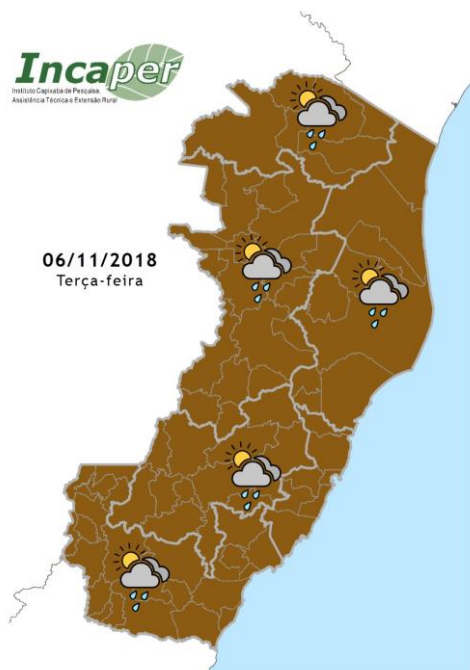 Incaper
Instituto Capixaba de Pesquisa,
Assistência Técnica e Extensão Rural
06/11/2018
Terça-feira